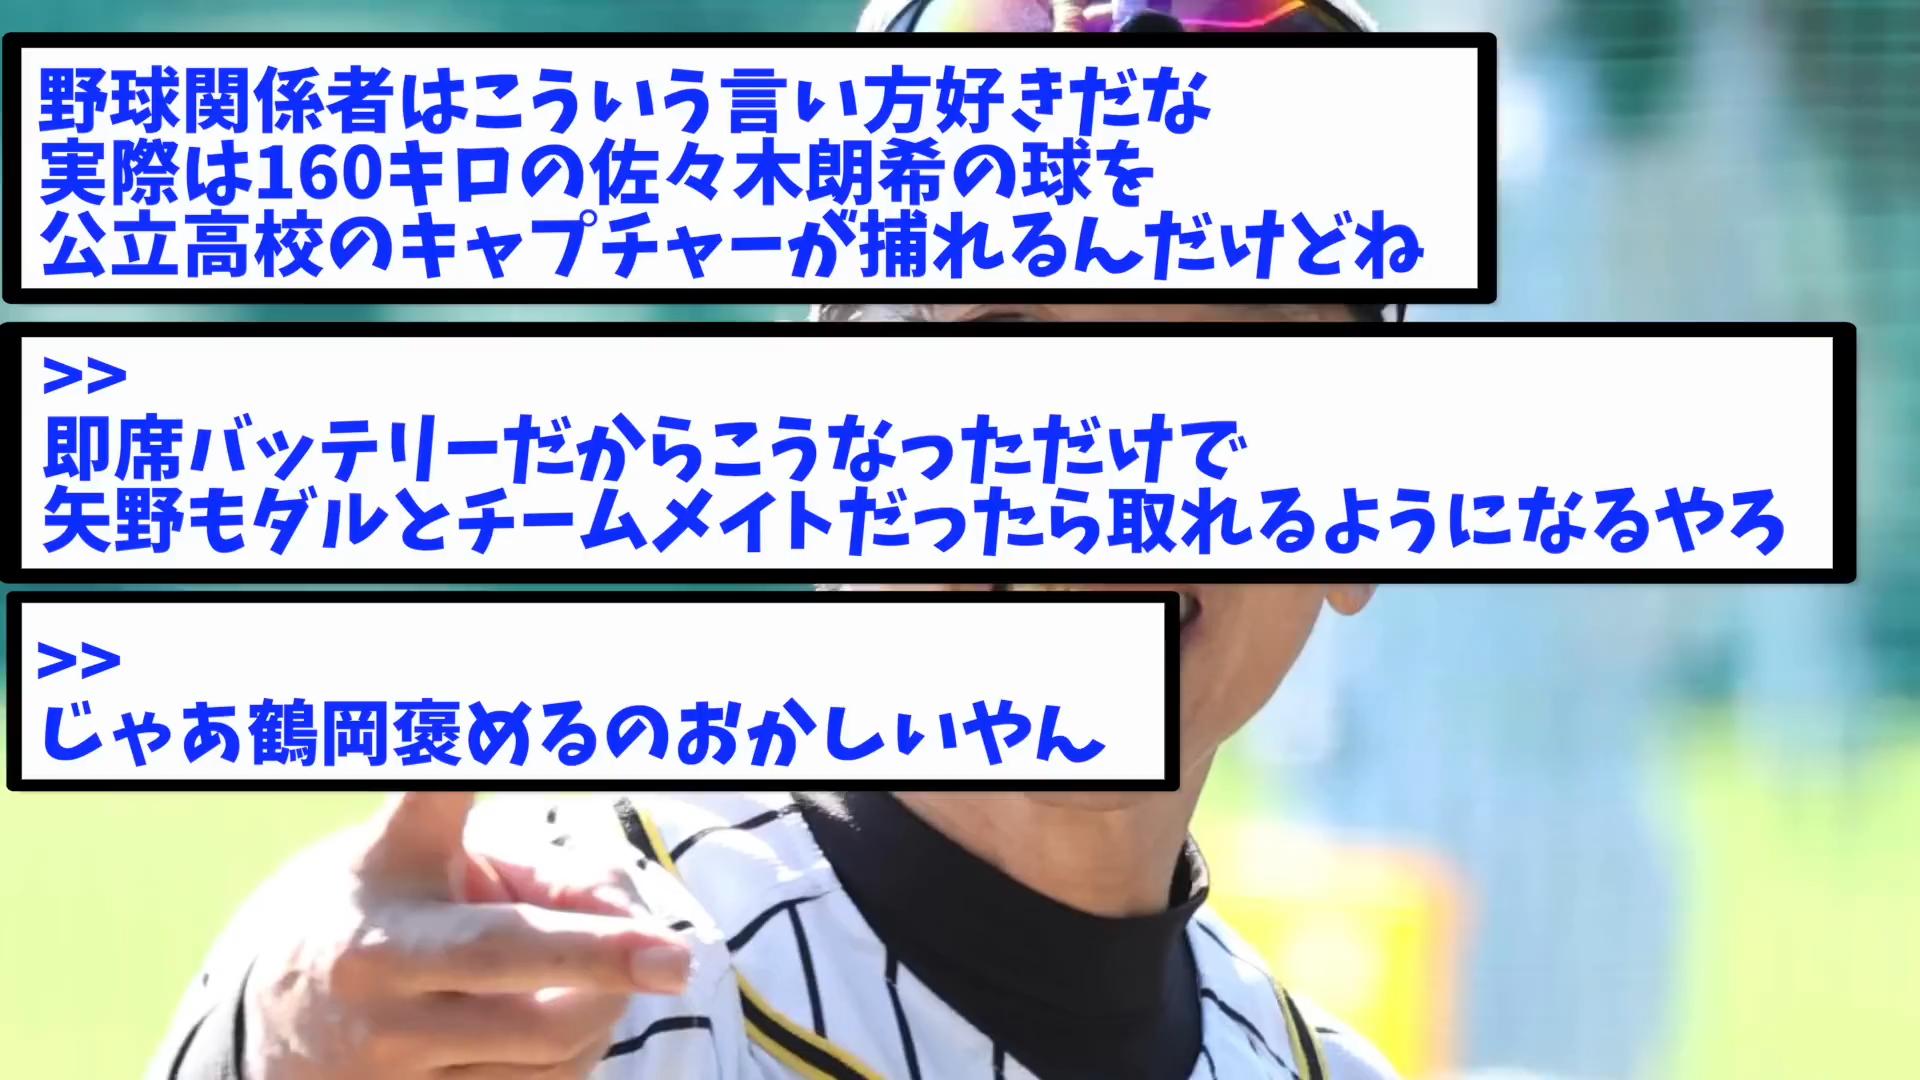 野球関係者はこういう言い方好きだな
実際は160キロの佐々木朗希の球を
公立高校のキャプチャーが捕れるんだけどね
>>
即席バッテリーだからこうなっただけで
矢野もダルとチームメイトだったら取れるようになるやろ
>>
じゃあ鶴岡褒めるのおかしいやん